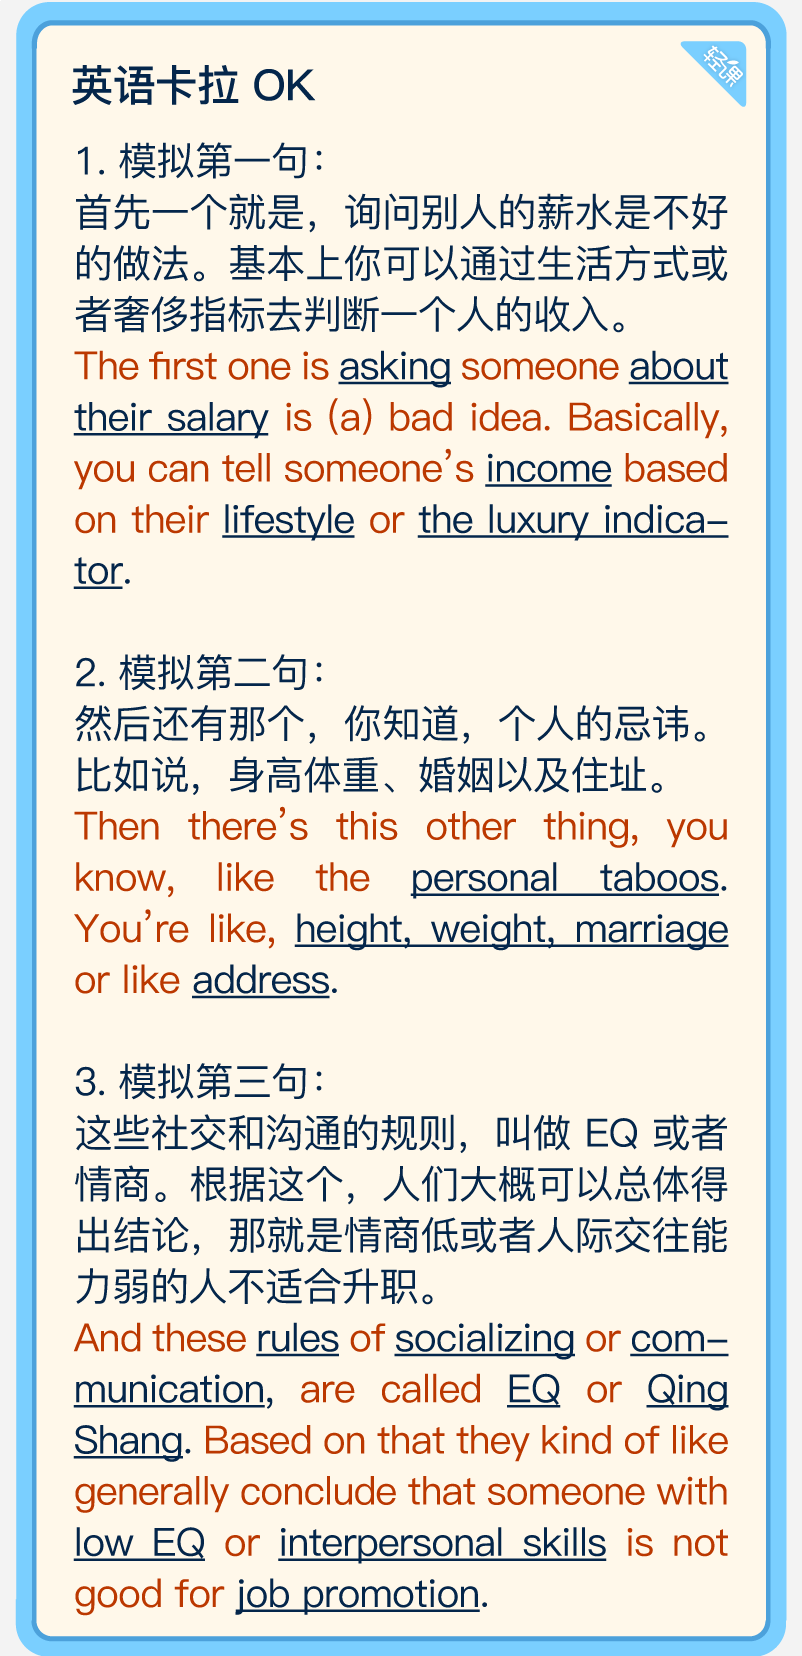 英语卡拉 OK
轻课
1. 模拟第一句：
首先一个就是，询问别人的薪水是不好
的做法。基本上你可以通过生活方式或
者奢侈指标去判断一个人的收入。
The first one is asking someone about
their salary is (a) bad idea. Basically,
you can tell someone’s income based
on their lifestyle or the luxury indica–
tor.
2. 模拟第二句：
然后还有那个，你知道，个人的忌讳。
比如说，身高体重、婚姻以及住址。
Then there’s this other thing, you
know, like the personal taboos.
You’re like, height, weight, marriage
or like address.
3. 模拟第三句：
这些社交和沟通的规则，叫做 EQ 或者
情商。根据这个，人们大概可以总体得
出结论，那就是情商低或者人际交往能
力弱的人不适合升职。
And these rules of socializing or com–
munication, are called EQ or Qing
Shang. Based on that they kind of like
generally conclude that someone with
low EQ or interpersonal skills is not
good for job promotion.